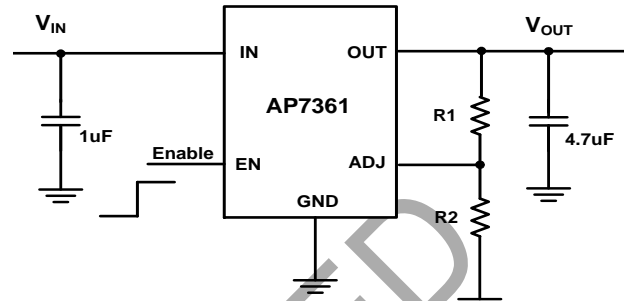 VIN
VOUT
IN
OUT
AP7361
R1
1uF
4.7uF
Enable
EN
ADJ
GND
R2